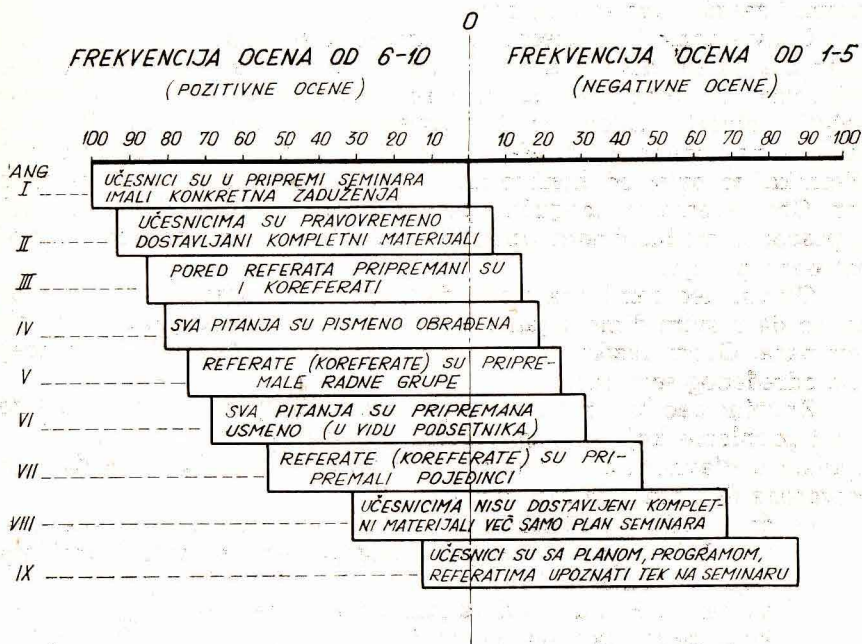 O
FREKVENCIJA OCENA OD 6-10
FREKVENCIJA OCENA OD 1-5
(POZITIVNE OCENE)
(NEGATIVNE OCENE)
100 90 80 70 60 50 40 30 20 10 10 20 30 40 50 60 70 80 90 100
ANG
I
UČESNICI SU U PRIPREMI SEMINARA
IMALI KONKRETNA ZADUŽENJA
II
UČESNICIMA SU PRAVOVREMENO
DOSTAVLJANI KOMPLETNI MATERIJALI
III
PORED REFERATA PRIPREMANI SU
I KOREFERATI
IV
SVA PITANJA SU PISMENO OBRAĐENA
V
REFERATE (KOREFERATE) SU PRIPRE-
MALE RADNE GRUPE
VI
SVA PITANJA SU PRIPREMANA
USMENO (U VIDU PODSETNIKA)
VII
REFERATE (KOREFERATE) SU PRI-
PREMALI POJEDINCI
VIII
UČESNICIMA NISU DOSTAVLJENI KOMPLET-
NI MATERIJALI VEČ SAMO PLAN SEMINARA
IX
UČESNICI SU SA PLANOM, PROGRAMOM,
REFERATIMA UPOZNATI TEK NA SEMINARU